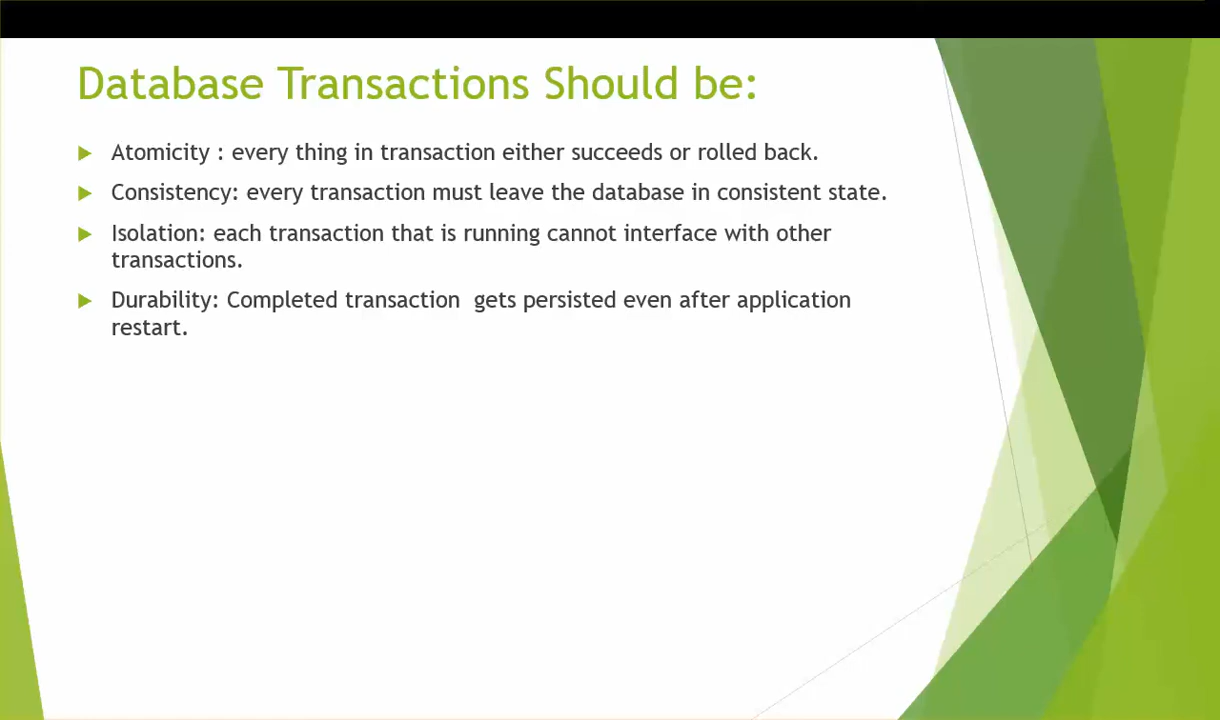 Database Transactions Should be:
Atomicity : every thing in transaction either succeeds or rolled back.
Consistency: every transaction must leave the database in consistent state.
Isolation: each transaction that is running cannot interface with other
transactions.
Durability: Completed transaction  gets persisted even after application
restart.